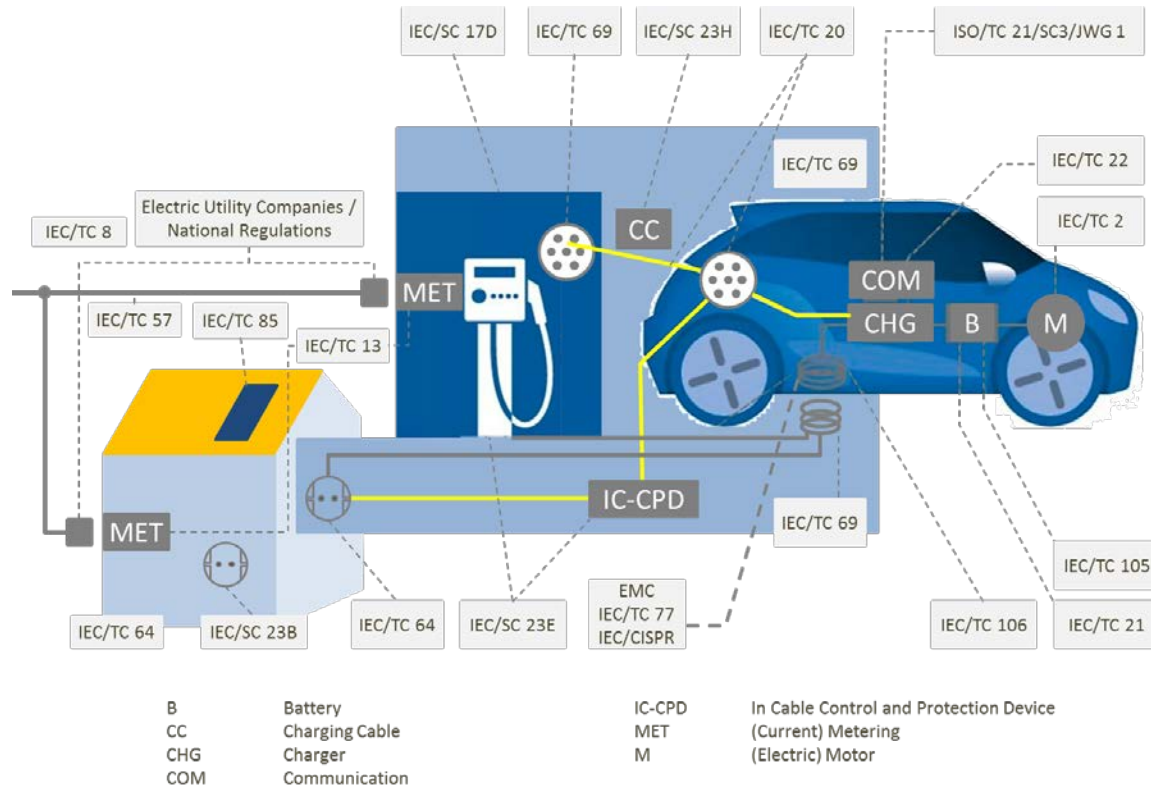 IEC/SC 17D
IEC/TC 69
IEC/SC 23H
IEC/TC 20
ISO/TC 21/SC3/JWG 1
IEC/TC 69
IEC/TC 22
IEC/TC 8
Electric Utility Companies /
National Regulations
CC
IEC/TC 2
MET
COM
CHG
B
M
IEC/TC 57
IEC/TC 85
IEC/TC 13
IC-CPD
MET
IEC/TC 69
IEC/TC 105
IEC/TC 64
IEC/SC 23B
IEC/TC 64
IEC/SC 23E
EMC
IEC/TC 77
IEC/CISPR
IEC/TC 106
IEC/TC 21
B Battery
CC Charging Cable
CHG Charger
COM Communication
IC-CPD In Cable Control and Protection Device
MET (Current) Metering
M (Electric) Motor